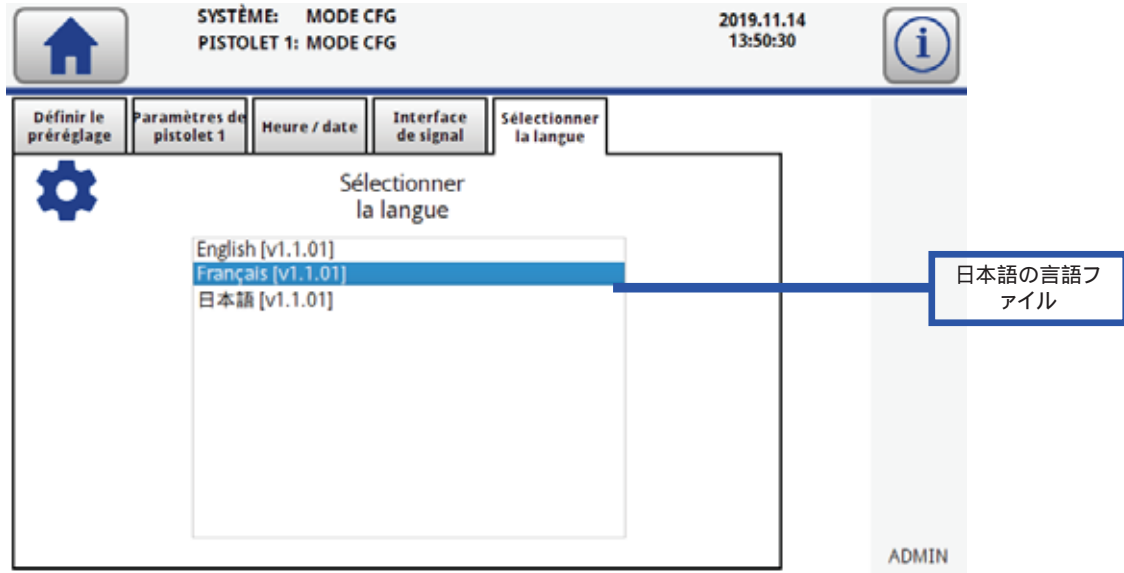 SYSTÈME: MODE CFG
PISTOLET 1: MODE CFG
2019.11.14
13:50:30
Définir le
préréglage
Paramètres de
pistolet 1
Heure / date
Interface
de signal
Sélectionner
la langue
Sélectionner
la langue
English [v1.1.01]
Français [v1.1.01]
日本語 [v1.1.01]
日本語の言語フ
ァイル
ADMIN